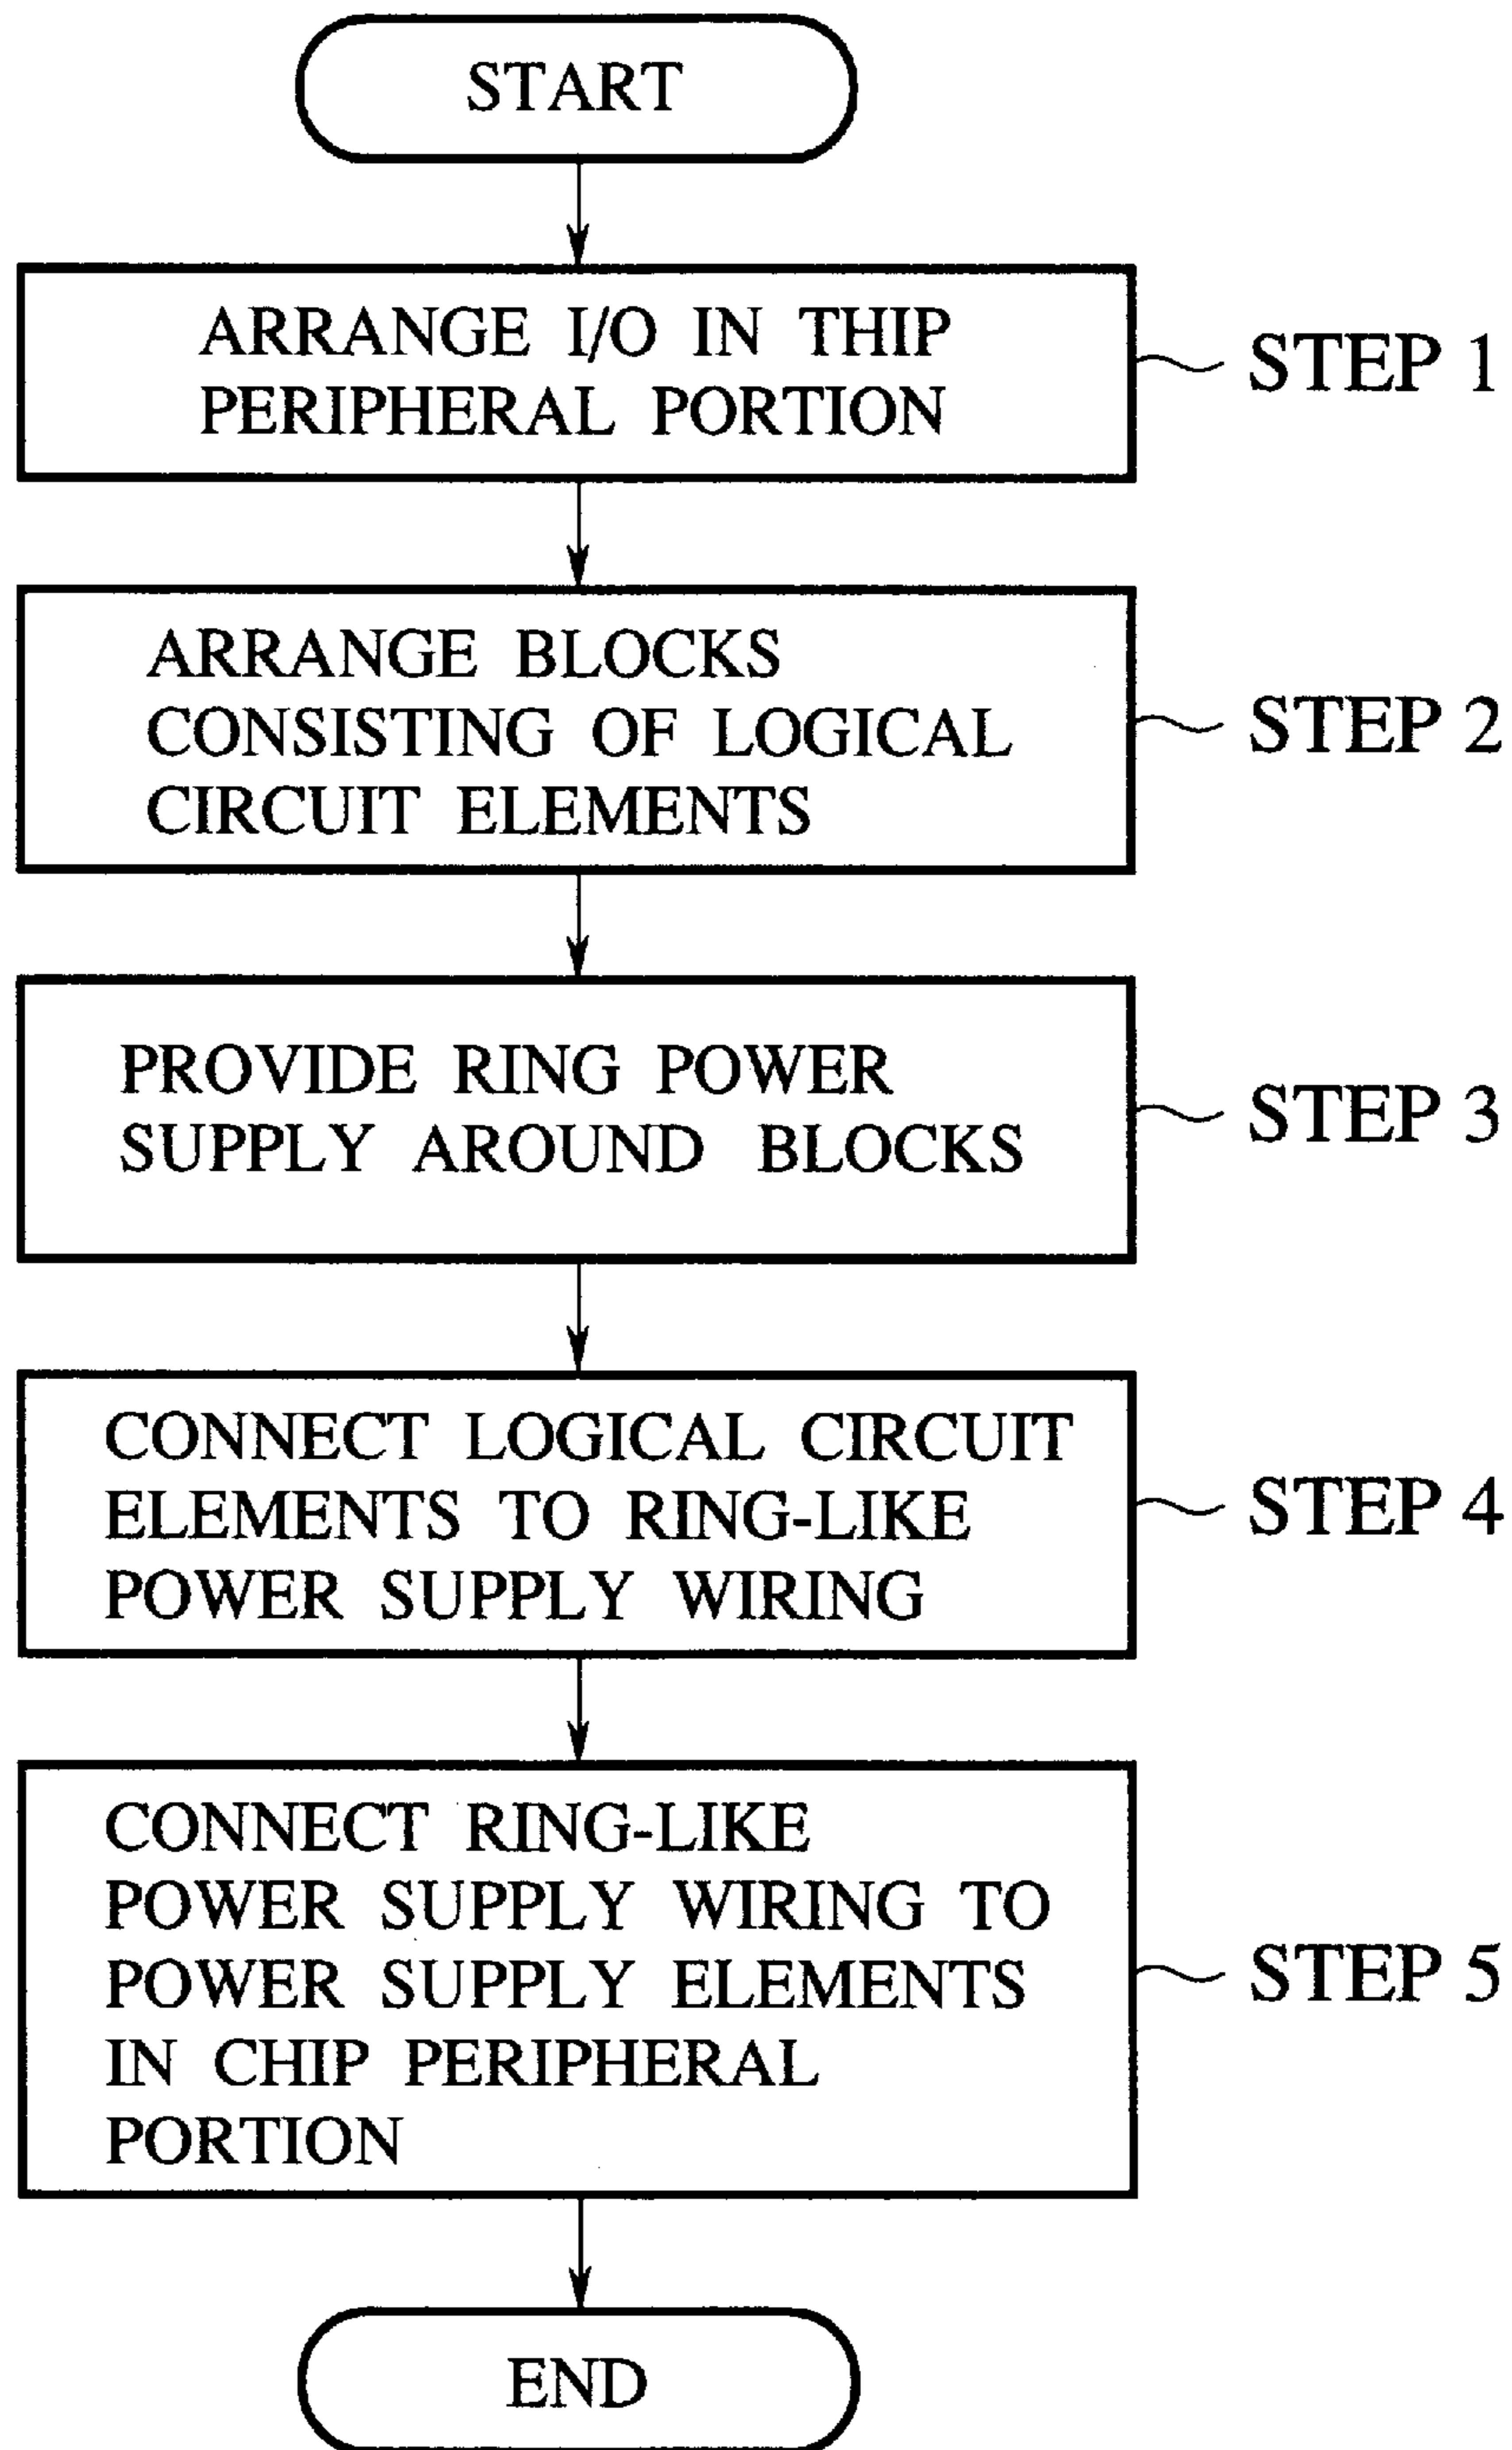 START
ARRANGE I/O IN THIP
PERIPHERAL PORTION
STEP 1
ARRANGE BLOCKS
CONSISTING OF LOGICAL
CIRCUIT ELEMENTS
STEP 2
PROVIDE RING POWER
SUPPLY AROUND BLOCKS
STEP 3
CONNECT LOGICAL CIRCUIT
ELEMENTS TO RING-LIKE
POWER SUPPLY WIRING
STEP 4
CONNECT RING-LIKE
POWER SUPPLY WIRING TO
POWER SUPPLY ELEMENTS
IN CHIP PERIPHERAL
PORTION
STEP 5
END